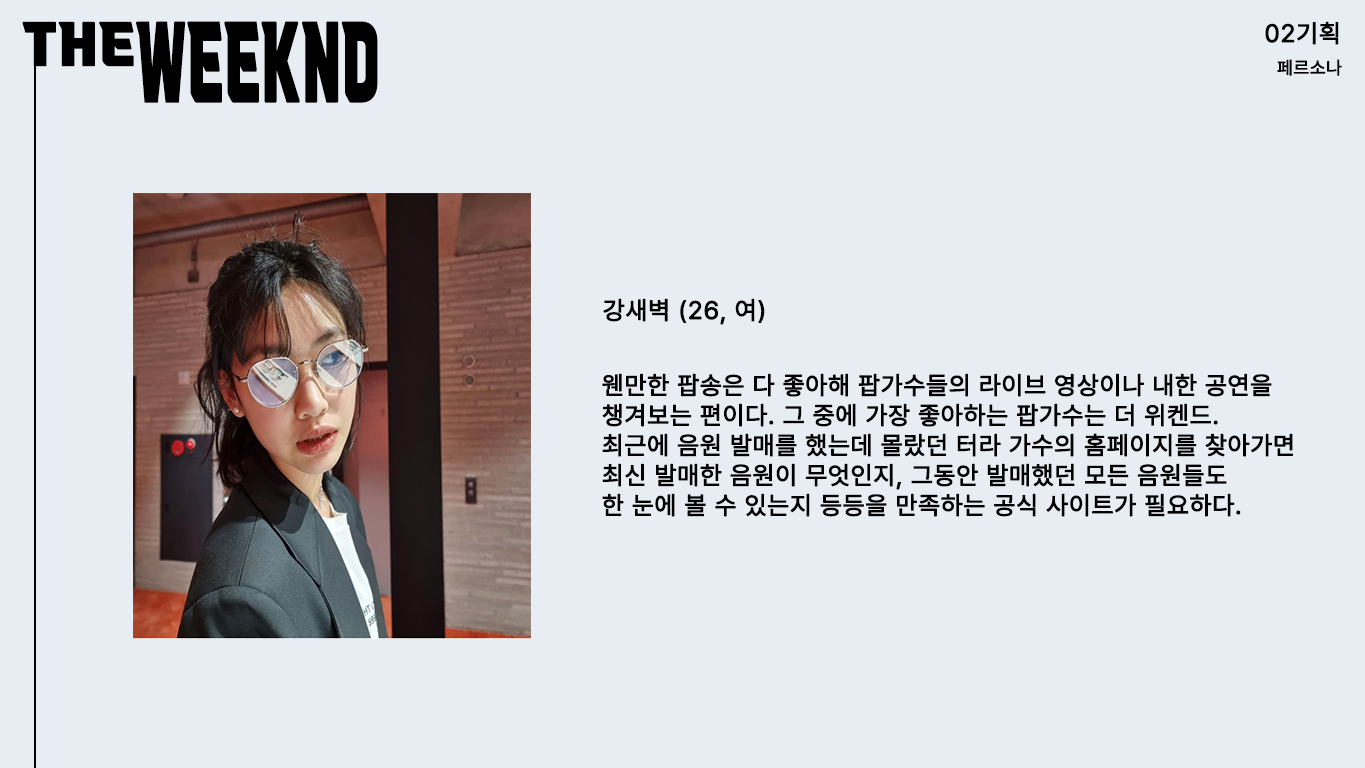 THE WEEKND
02기획
페르소나
강새벽 (26, 여)
웬만한 팝송은 다 좋아해 팝가수들의 라이브 영상이나 내한 공연을
챙겨보는 편이다. 그 중에 가장 좋아하는 팝가수는 더 위켄드.
최근에 음원 발매를 했는데 몰랐던 터라 가수의 홈페이지를 찾아가면
최신 발매한 음원이 무엇인지, 그동안 발매했던 모든 음원들도
한 눈에 볼 수 있는지 등등을 만족하는 공식 사이트가 필요하다.